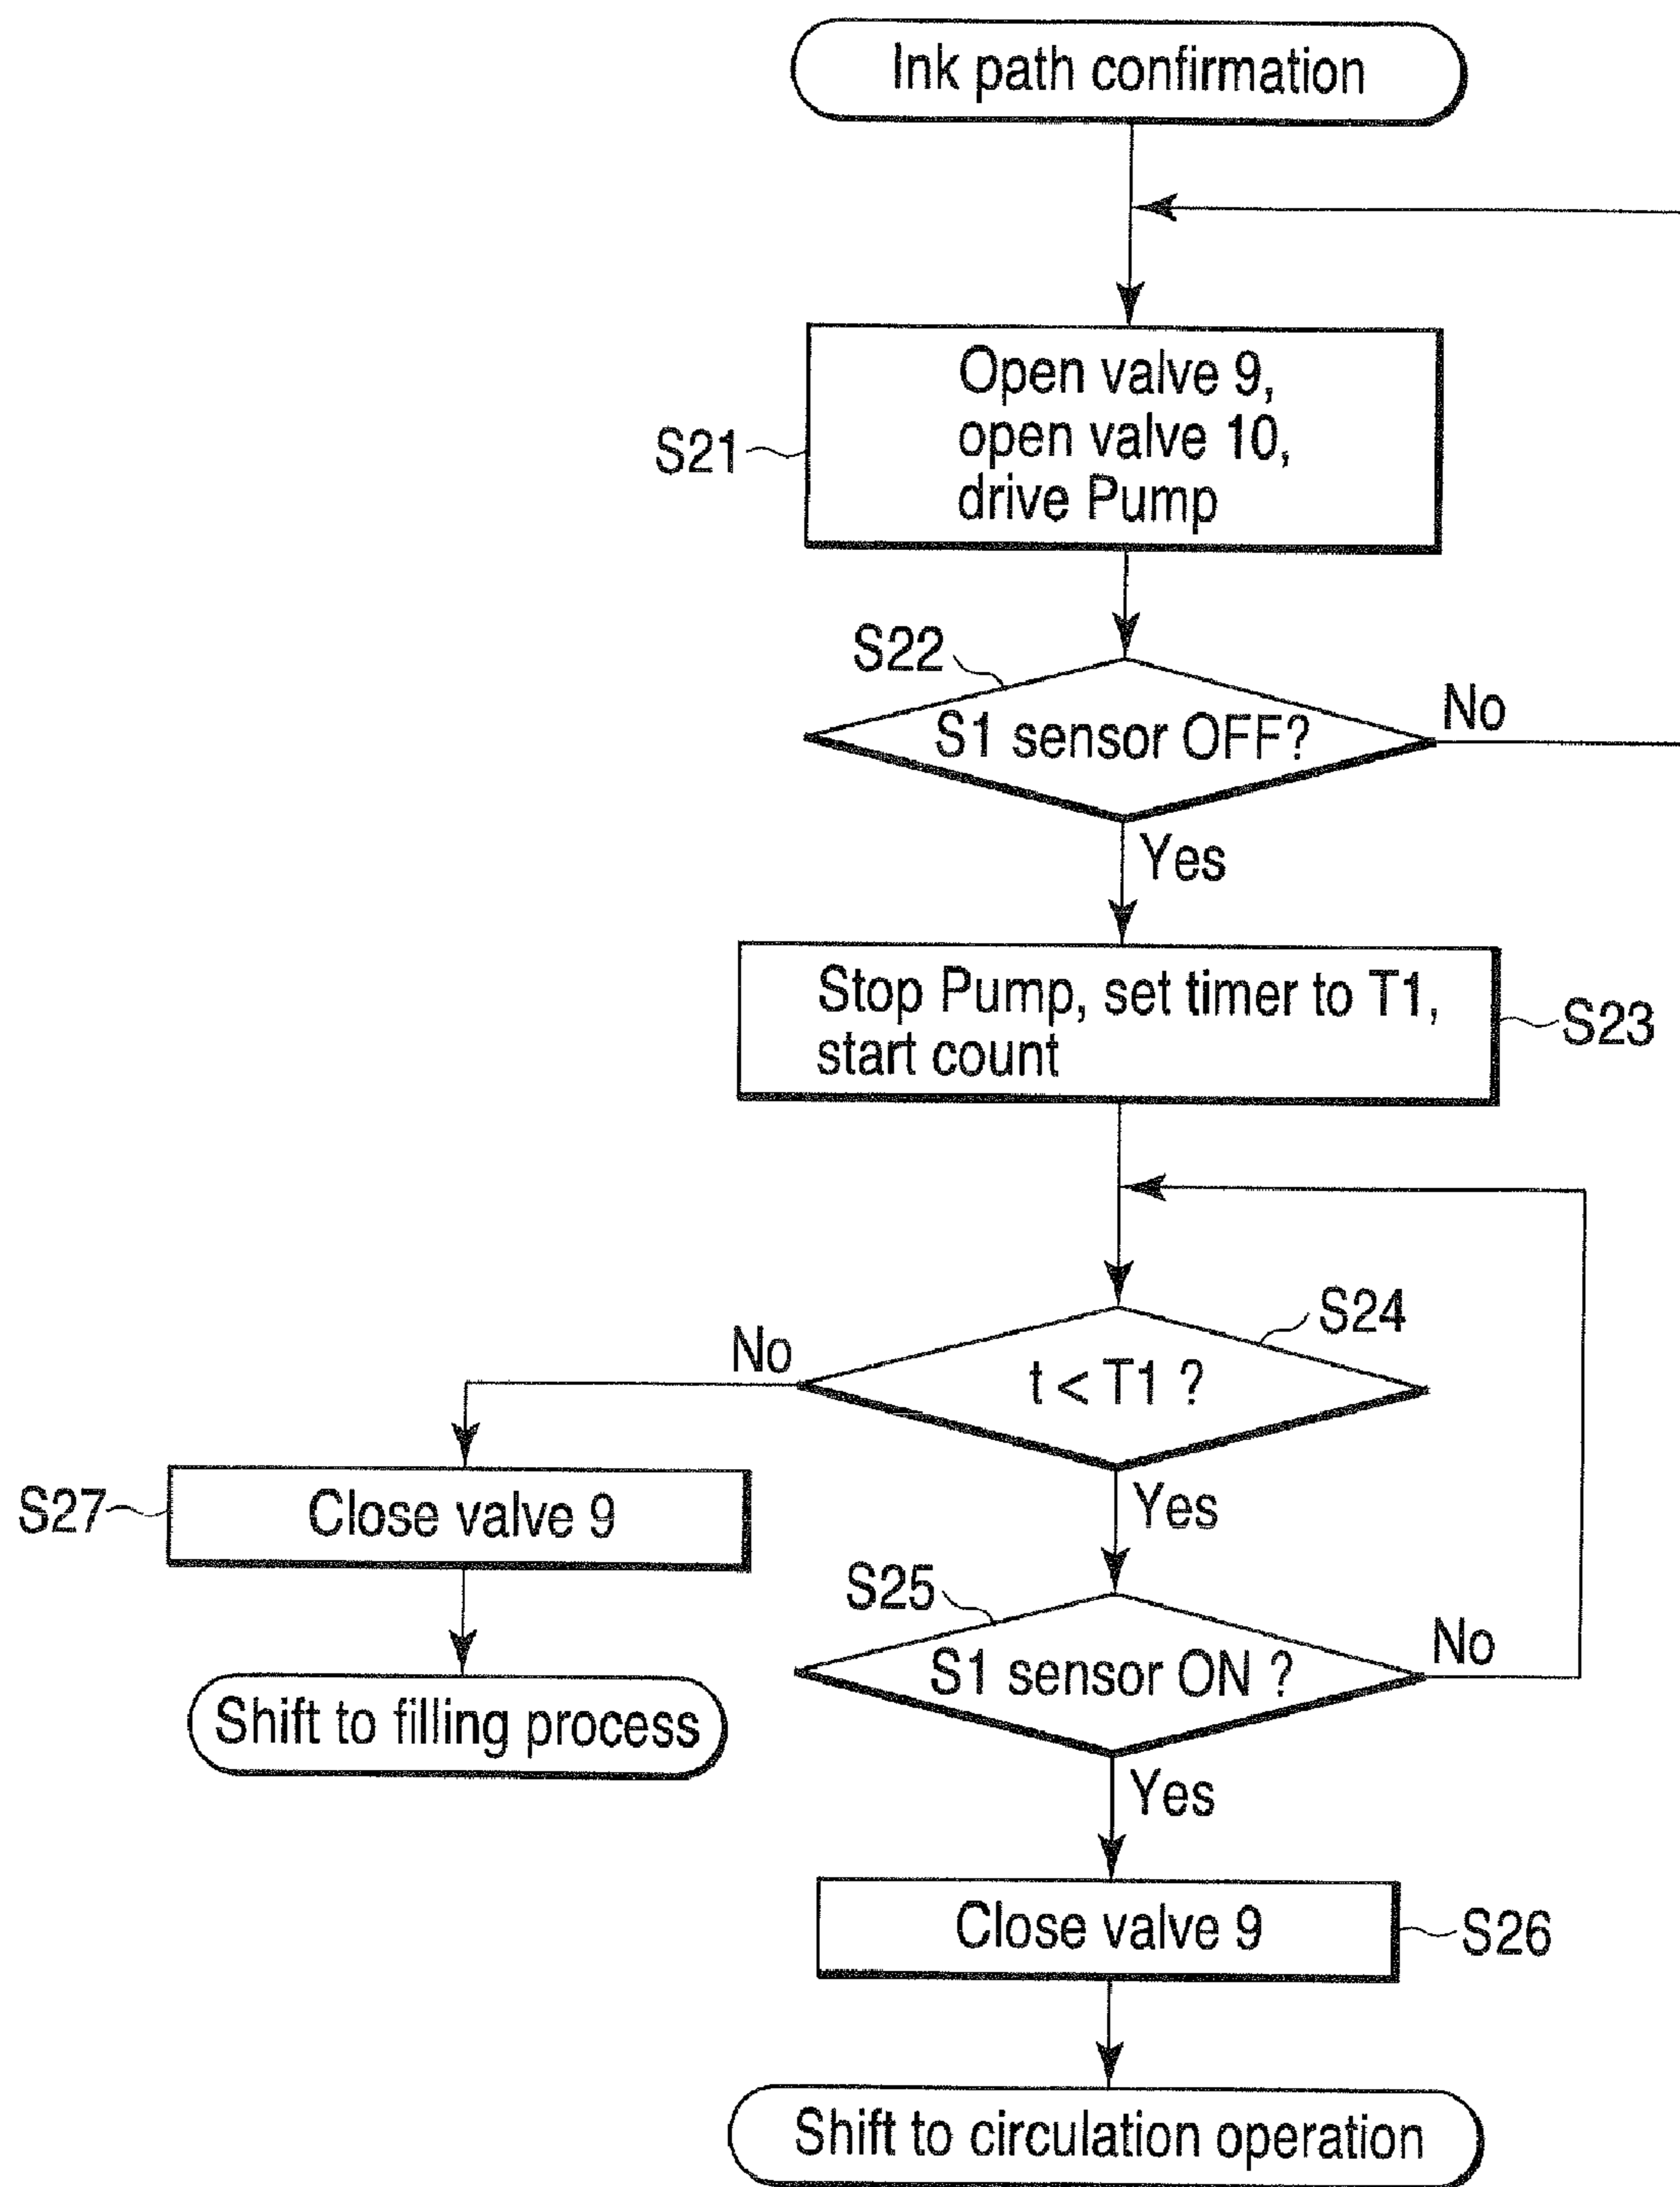 Ink path confirmation
S21
Open valve 9,
open valve 10,
drive Pump
S22
S1 sensor OFF?
No
Yes
Stop Pump, set timer to T1,
start count
S23
S24
t < T1 ?
No
Yes
S27
Close valve 9
Shift to filling process
S25
S1 sensor ON ?
No
Yes
Close valve 9
S26
Shift to circulation operation